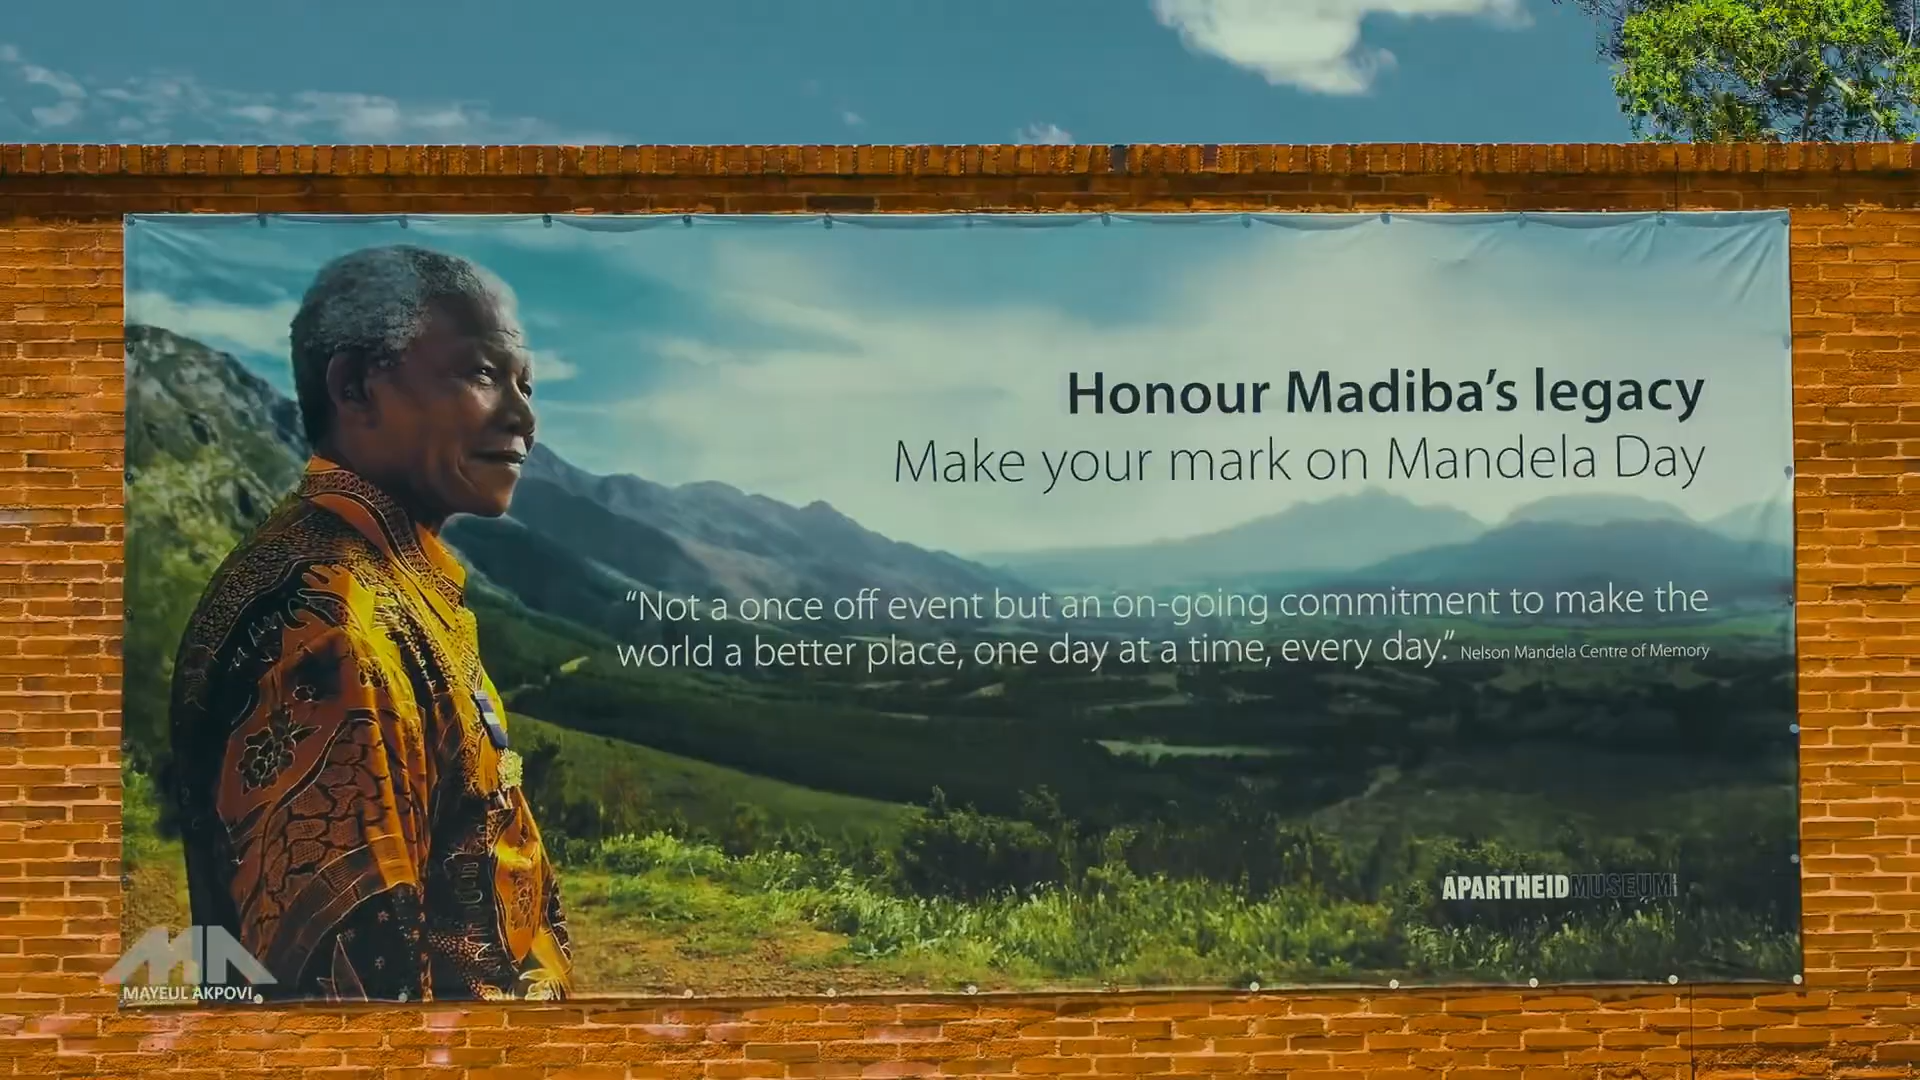 Honour Madiba’s legacy
Make your mark on Mandela Day
“Not a once off event but an on-going commitment to make the
world a better place, one day at a time, every day.” Nelson Mandela Centre of Memory
APARTHEIDMUSEUM
MA
MAYEUL AKPOVI